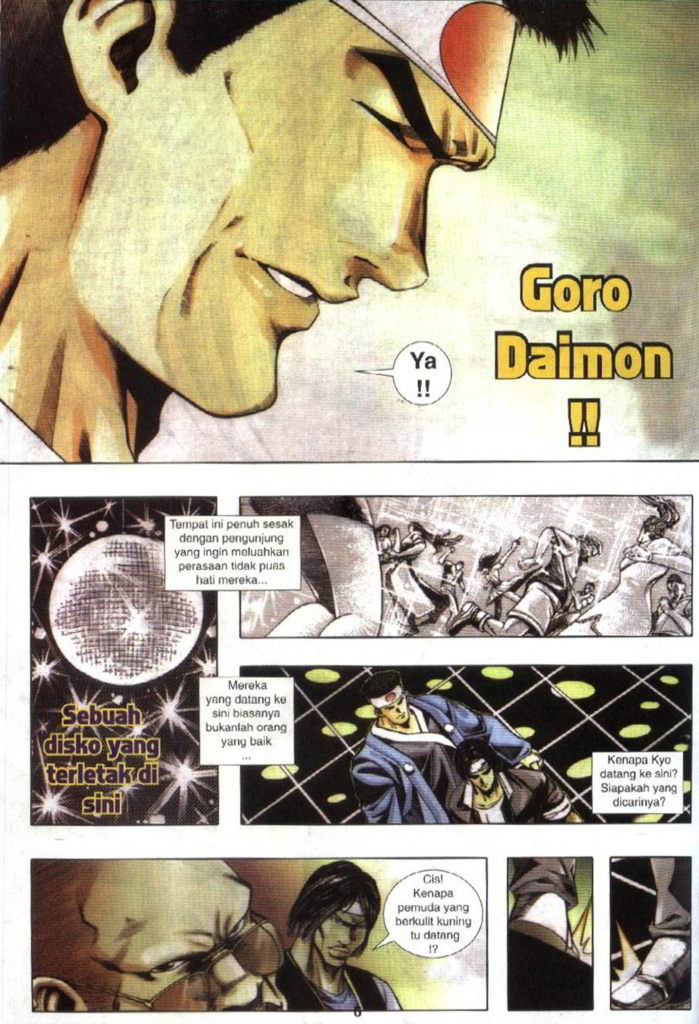 Goro
Daimon
!!
Ya
!!
Tempat ini penuh sesak
dengan pengunjung
yang ingin meluahkan
perasaan tidak puas
hati mereka...
Sebuah
disko yang
terletak di
sini
Mereka
yang datang ke
sini biasanya
bukanlah orang
yang baik
...
Kenapa Kyo
datang ke sini?
Siapakah yang
dicarinya?
Cis!
Kenapa
pemuda yang
berkulit kuning
tu datang
!?
6